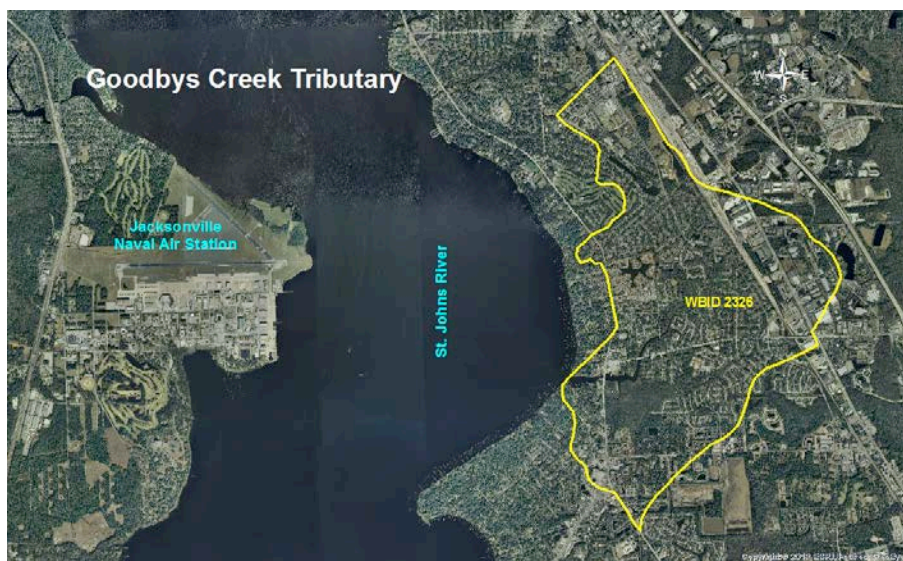 Goodbys Creek Tributary
W E
S
Jacksonville
Naval Air Station
St. Johns River
WBID 2326